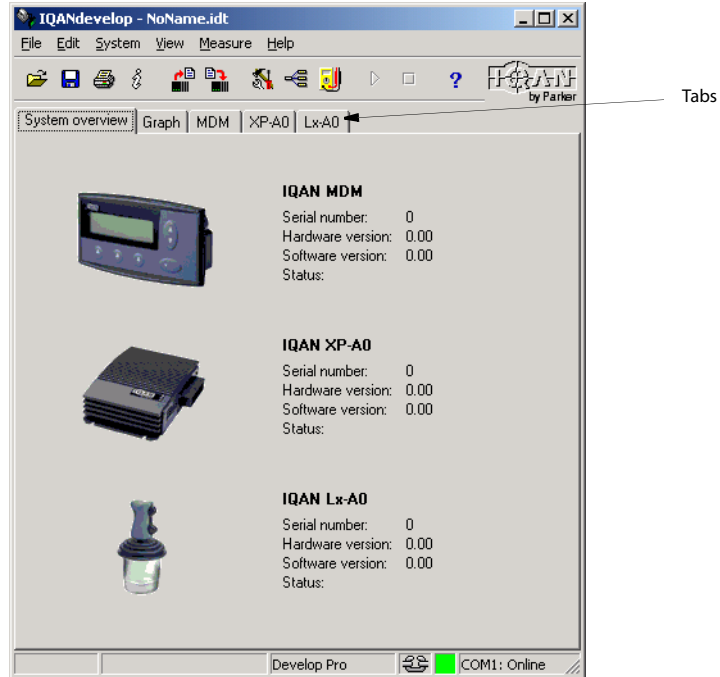 IQANdevelop - NoName.idt
File Edit System View Measure Help
IQAN
by Parker
System overview Graph MDM XP-A0 Lx-A0
Tabs
IQAN MDM
Serial number: 0
Hardware version: 0.00
Software version: 0.00
Status:
IQAN XP-A0
Serial number: 0
Hardware version: 0.00
Software version: 0.00
Status:
IQAN Lx-A0
Serial number: 0
Hardware version: 0.00
Software version: 0.00
Status:
Develop Pro COM1: Online